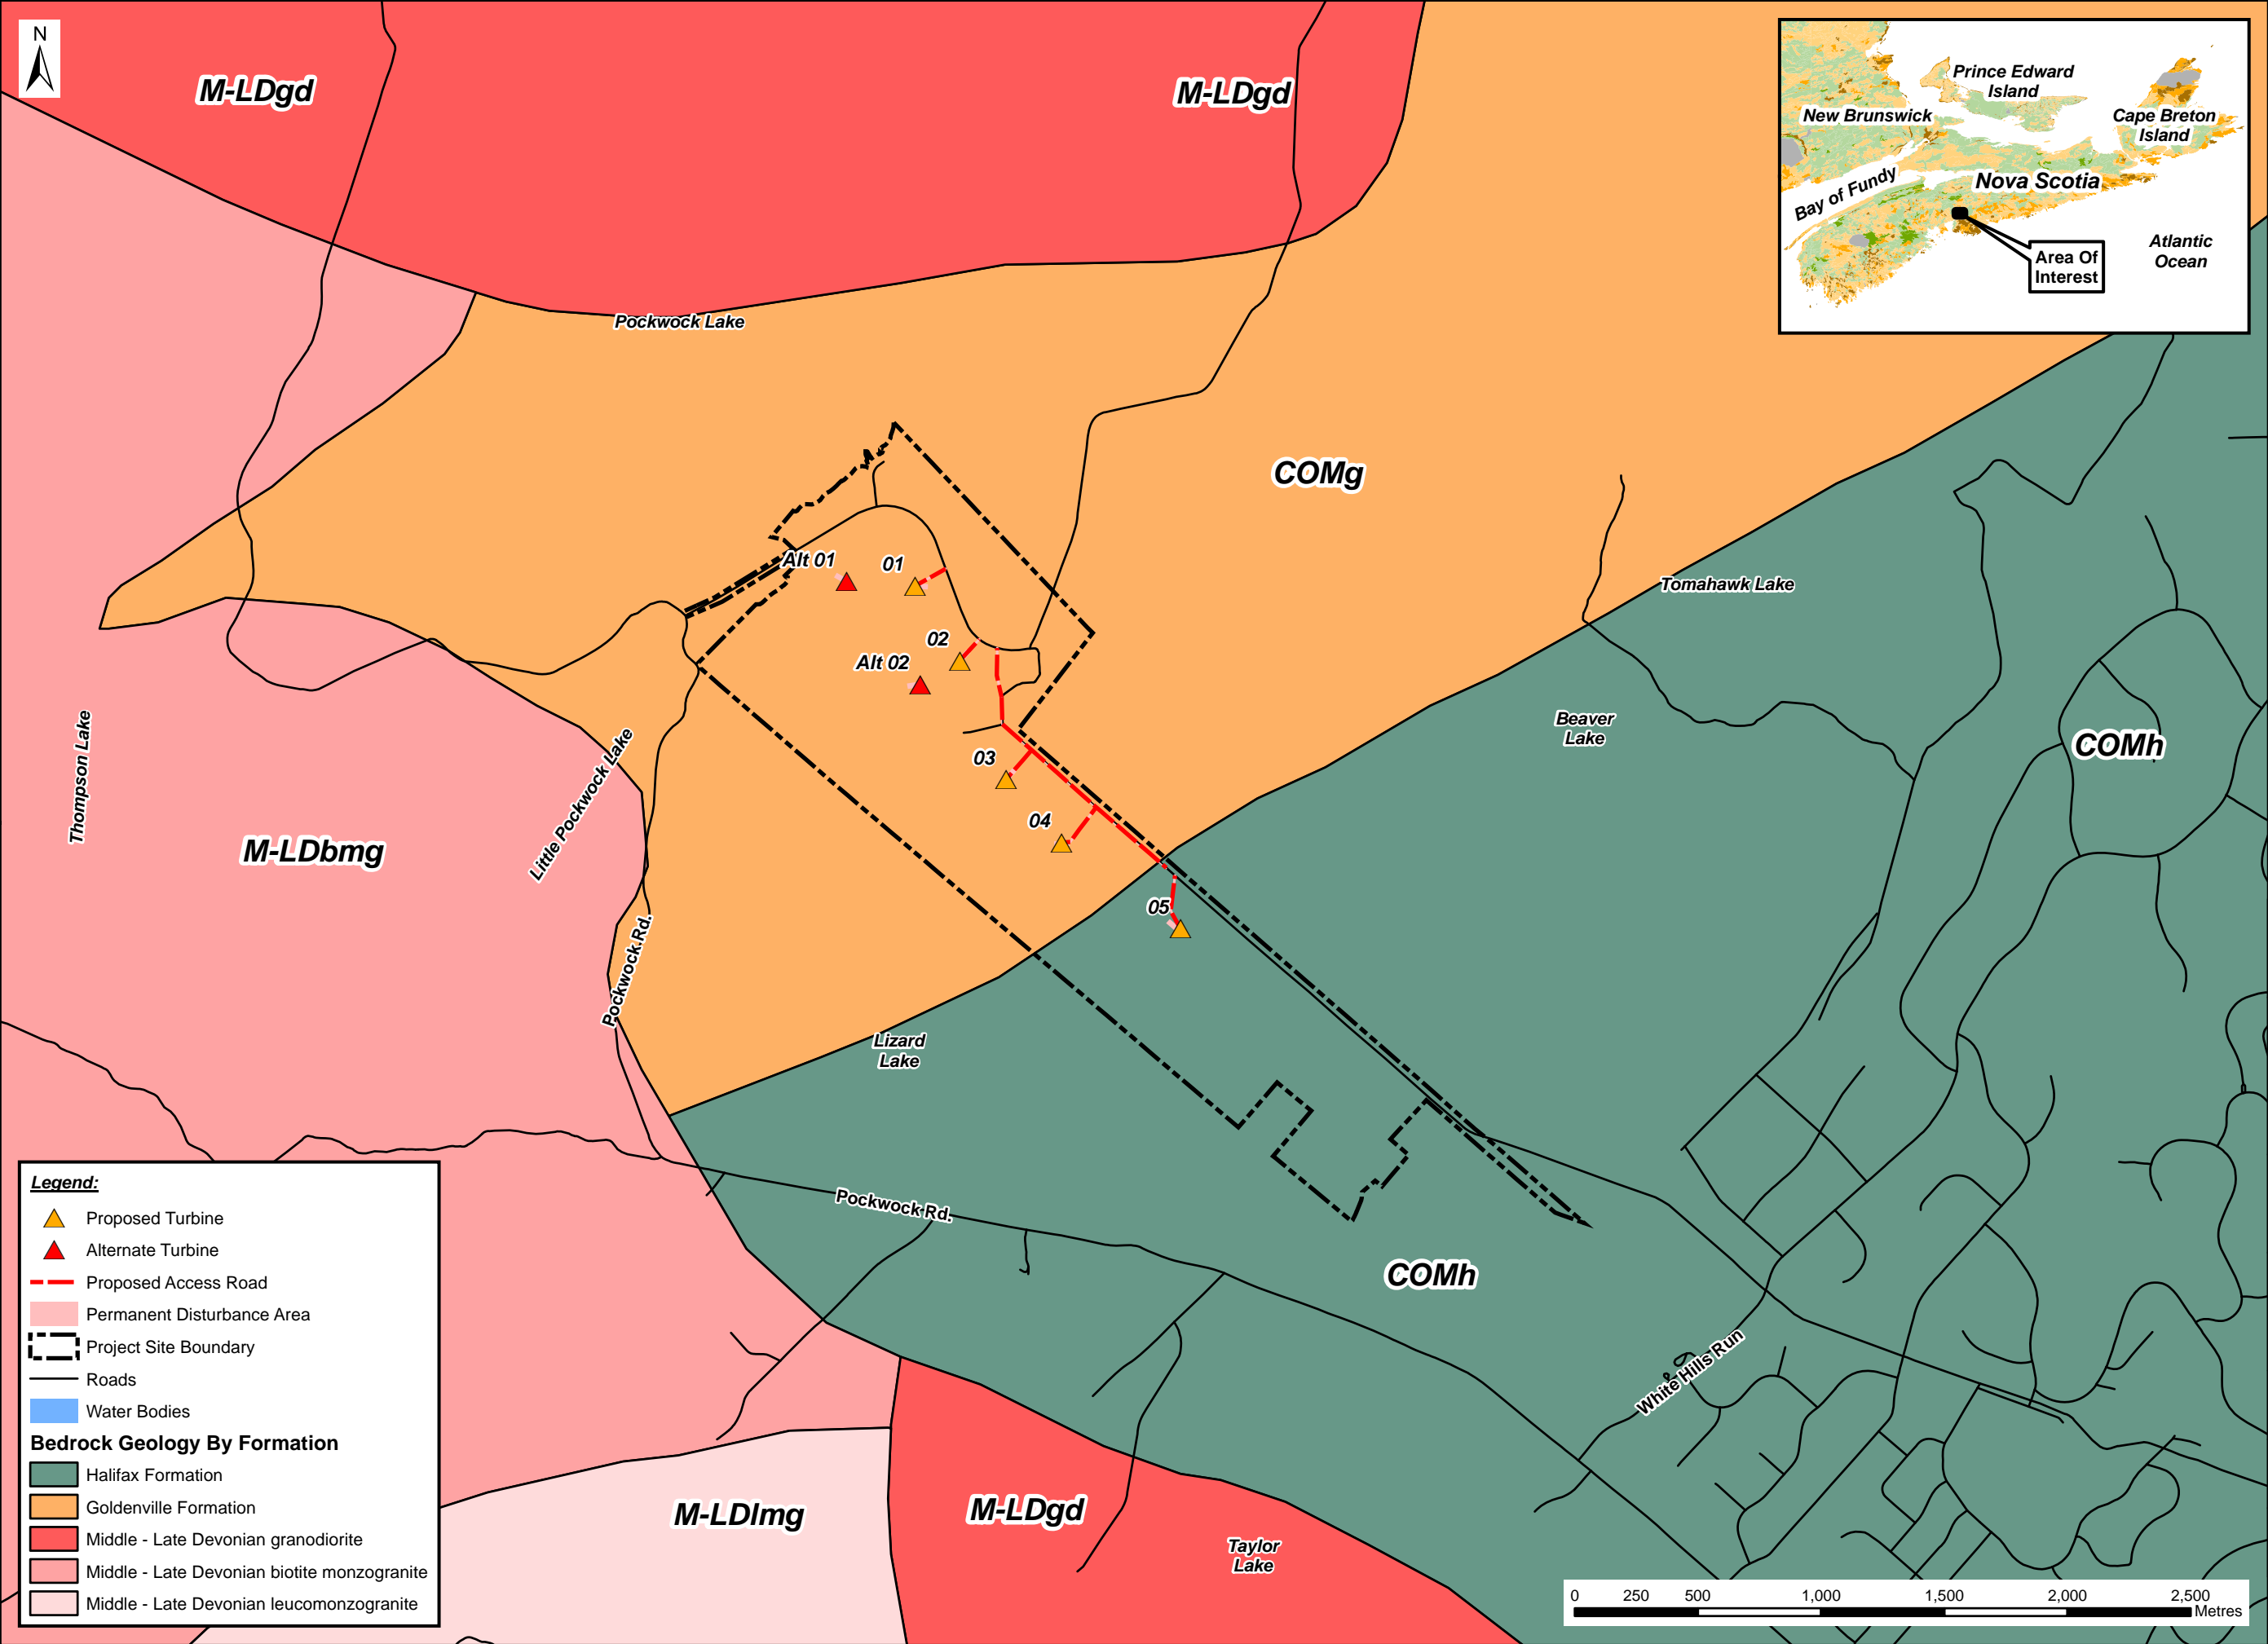 N
M-LDgd
M-LDgd
Prince Edward
Island
New Brunswick
Cape Breton
Island
Bay of Fundy
Nova Scotia
Atlantic
Ocean
Area Of
Interest
Pockwock Lake
COMg
Alt 01
01
Tomahawk Lake
02
Alt 02
Beaver
Lake
COMh
Thompson Lake
Little Pockwock Lake
03
04
M-LDbmg
05
Pockwock Rd.
Lizard
Lake
Pockwock Rd.
COMh
White Hills Run
M-LDlmg
M-LDgd
Taylor
Lake
Legend:
Proposed Turbine
Alternate Turbine
Proposed Access Road
Permanent Disturbance Area
Project Site Boundary
Roads
Water Bodies
Bedrock Geology By Formation
Halifax Formation
Goldenville Formation
Middle - Late Devonian granodiorite
Middle - Late Devonian biotite monzogranite
Middle - Late Devonian leucomonzogranite
0 250 500 1,000 1,500 2,000 2,500
Metres